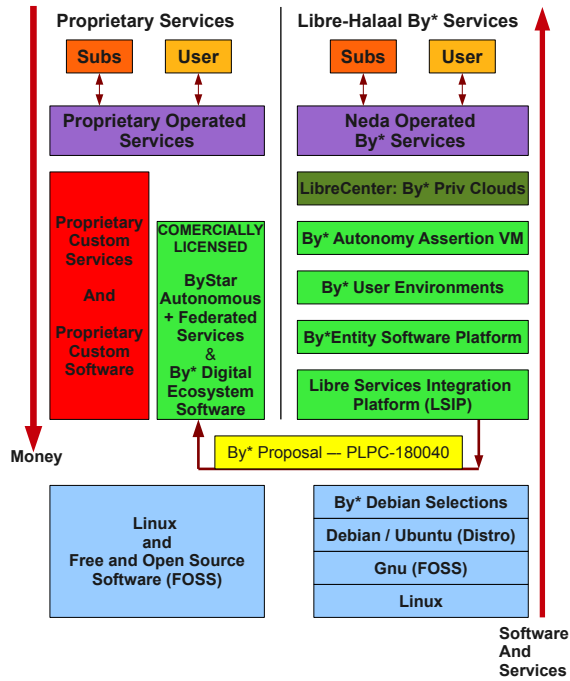 Proprietary Services
Subs
User
Proprietary Operated
Services
Proprietary
Custom
Services
And
Proprietary
Custom
Software
COMERCIALLY
LICENSED
ByStar
Autonomous
+ Federated
Services
&
By* Digital
Ecosystem
Software
Money
Libre-Halaal By* Services
Subs
User
Neda Operated
By* Services
LibreCenter: By* Priv Clouds
By* Autonomy Assertion VM
By* User Environments
By*Entity Software Platform
Libre Services Integration
Platform (LSIP)
By* Proposal — PLPC-180040
Linux
and
Free and Open Source
Software (FOSS)
By* Debian Selections
Debian / Ubuntu (Distro)
Gnu (FOSS)
Linux
Software
And
Services